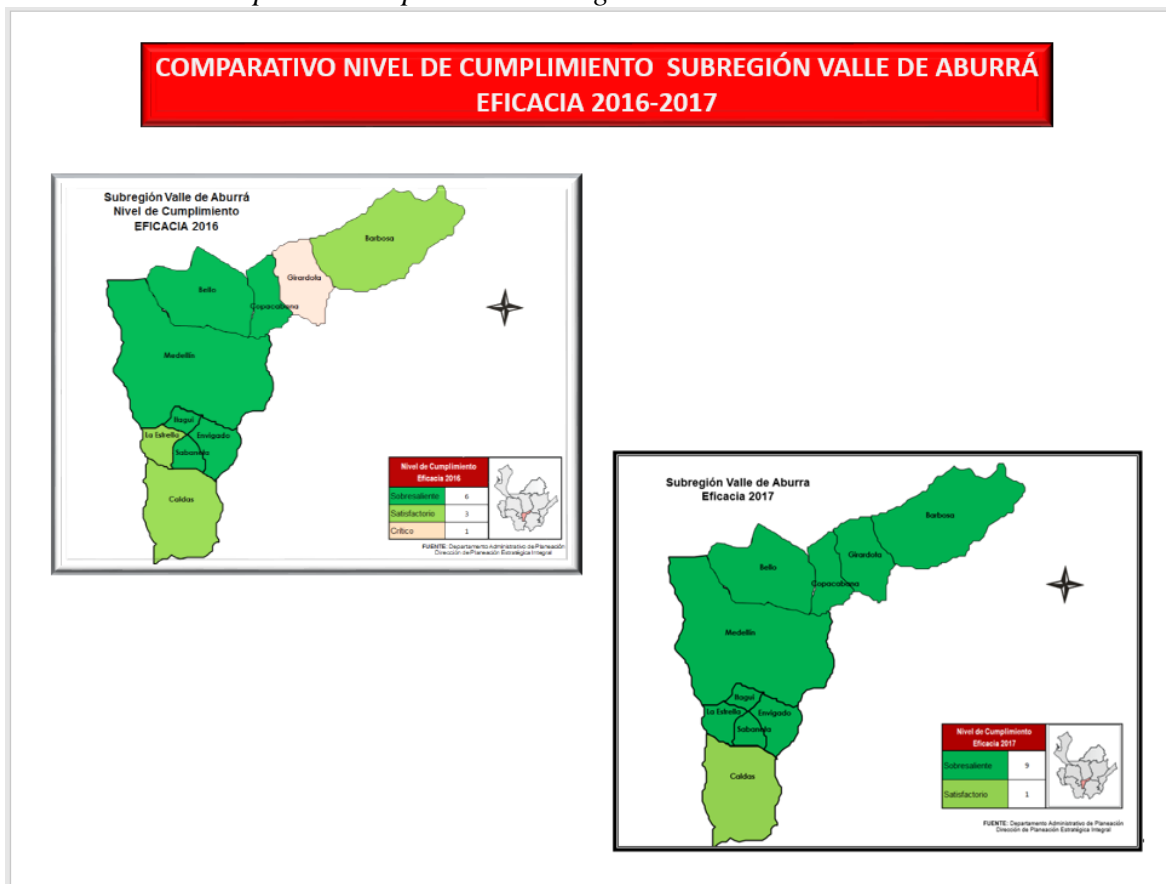 COMPARATIVO NIVEL DE CUMPLIMIENTO SUBREGIÓN VALLE DE ABURRÁ
EFICACIA 2016-2017
Subregión Valle de Aburrá
Nivel de Cumplimiento
EFICACIA 2016
Barbosa
Girardota
Bello
Copacabana
Medellín
Itagui
La Estrella
Envigado
Sabaneta
Caldas
Nivel de Cumplimiento
Eficacia 2016
Sobresaliente 6
Satisfactorio 3
Crítico 1
FUENTE: Departamento Administrativo de Planeación
Dirección de Planeación Estratégica Integral
Subregión Valle de Aburra
Eficacia 2017
Barbosa
Girardota
Bello
Copacabana
Medellín
Itagui
La Estrella
Envigado
Sabaneta
Caldas
Nivel de Cumplimiento
Eficacia 2017
Sobresaliente 9
Satisfactorio 1
FUENTE: Departamento Administrativo de Planeación
Dirección de Planeación Estratégica Integral